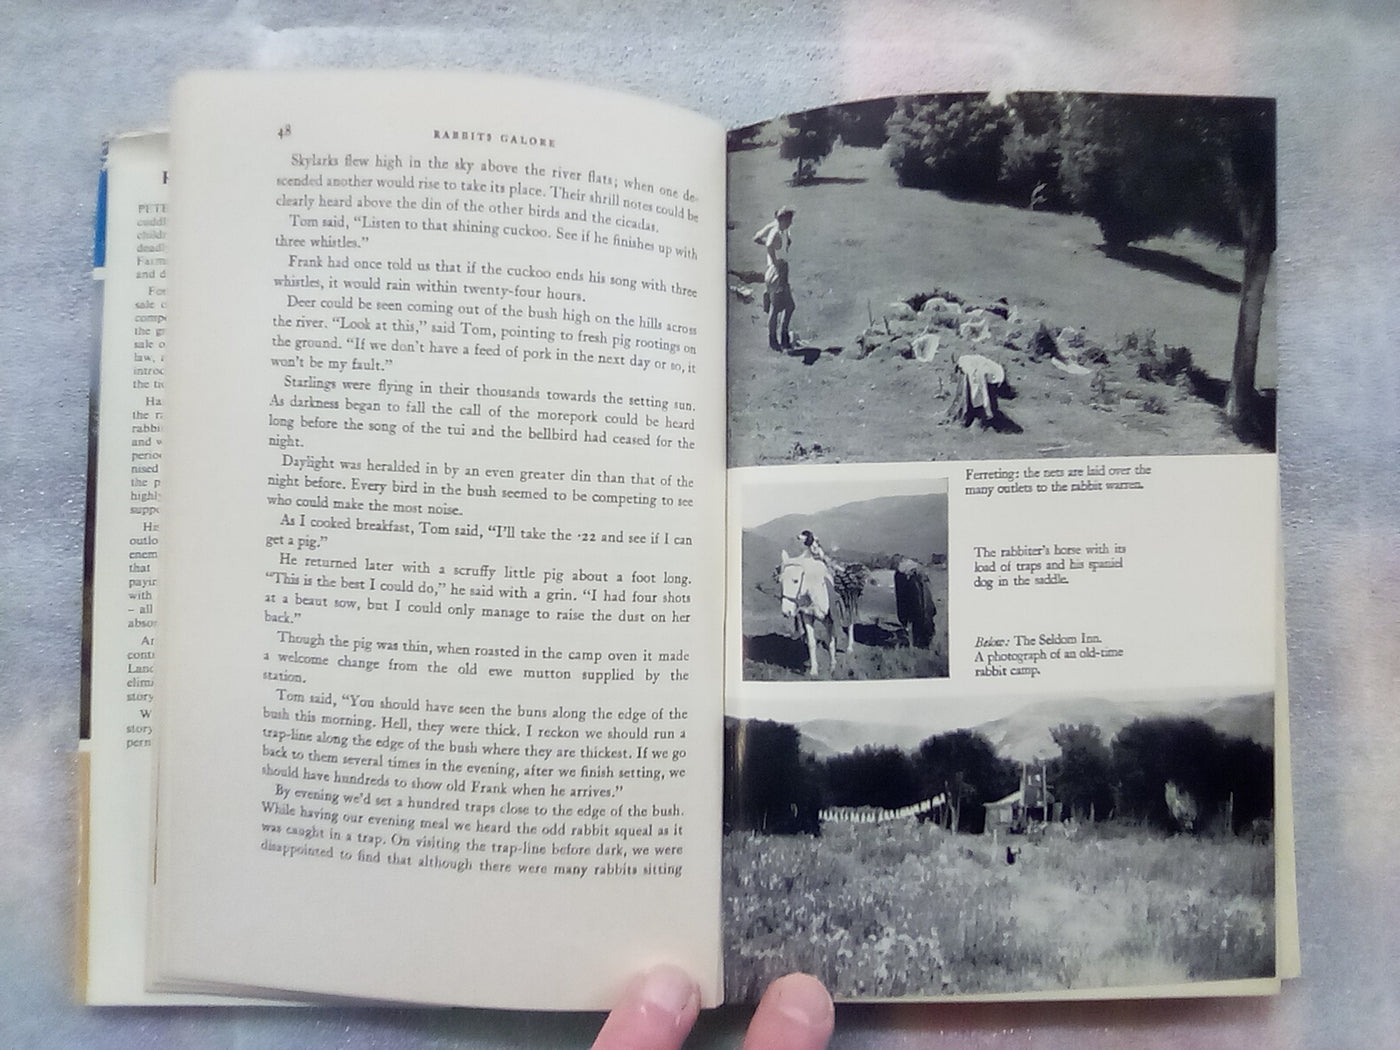 48
RABBITS GALORE
Skylarks flew high in the sky above the river flats; when one de-
scended another would rise to take its place. Their shrill notes could be
clearly heard above the din of the other birds and the cicadas.
Tom said, “Listen to that shining cuckoo. See if he finishes up with
three whistles.”
Frank had once told us that if the cuckoo ends his song with three
whistles, it would rain within twenty-four hours.
Deer could be seen coming out of the bush high on the hills across
the river. “Look at this,” said Tom, pointing to fresh pig rootings on
the ground. “If we don’t have a feed of pork in the next day or so, it
won’t be my fault.”
Starlings were flying in their thousands towards the setting sun.
As darkness began to fall the call of the morepork could be heard
long before the song of the tui and the bellbird had ceased for the
night.
Daylight was heralded in by an even greater din than that of the
night before. Every bird in the bush seemed to be competing to see
who could make the most noise.
As I cooked breakfast, Tom said, “I’ll take the ·22 and see if I can
get a pig.”
He returned later with a scruffy little pig about a foot long.
“This is the best I could do,” he said with a grin. “I had four shots
at a beaut sow, but I could only manage to raise the dust on her
back.”
Though the pig was thin, when roasted in the camp oven it made
a welcome change from the old ewe mutton supplied by the
station.
Tom said, “You should have seen the buns along the edge of the
bush this morning. Hell, they were thick. I reckon we should run a
trap-line along the edge of the bush where they are thickest. If we go
back to them several times in the evening, after we finish setting, we
should have hundreds to show old Frank when he arrives.”
By evening we’d set a hundred traps close to the edge of the bush.
While having our evening meal we heard the odd rabbit squeal as it
was caught in a trap. On visiting the trap-line before dark, we were
disappointed to find that although there were many rabbits sitting
Ferreting: the nets are laid over the
many outlets to the rabbit warren.
The rabbiter’s horse with its
load of traps and his spaniel
dog in the saddle.
Below: The Seldom Inn.
A photograph of an old-time
rabbit camp.